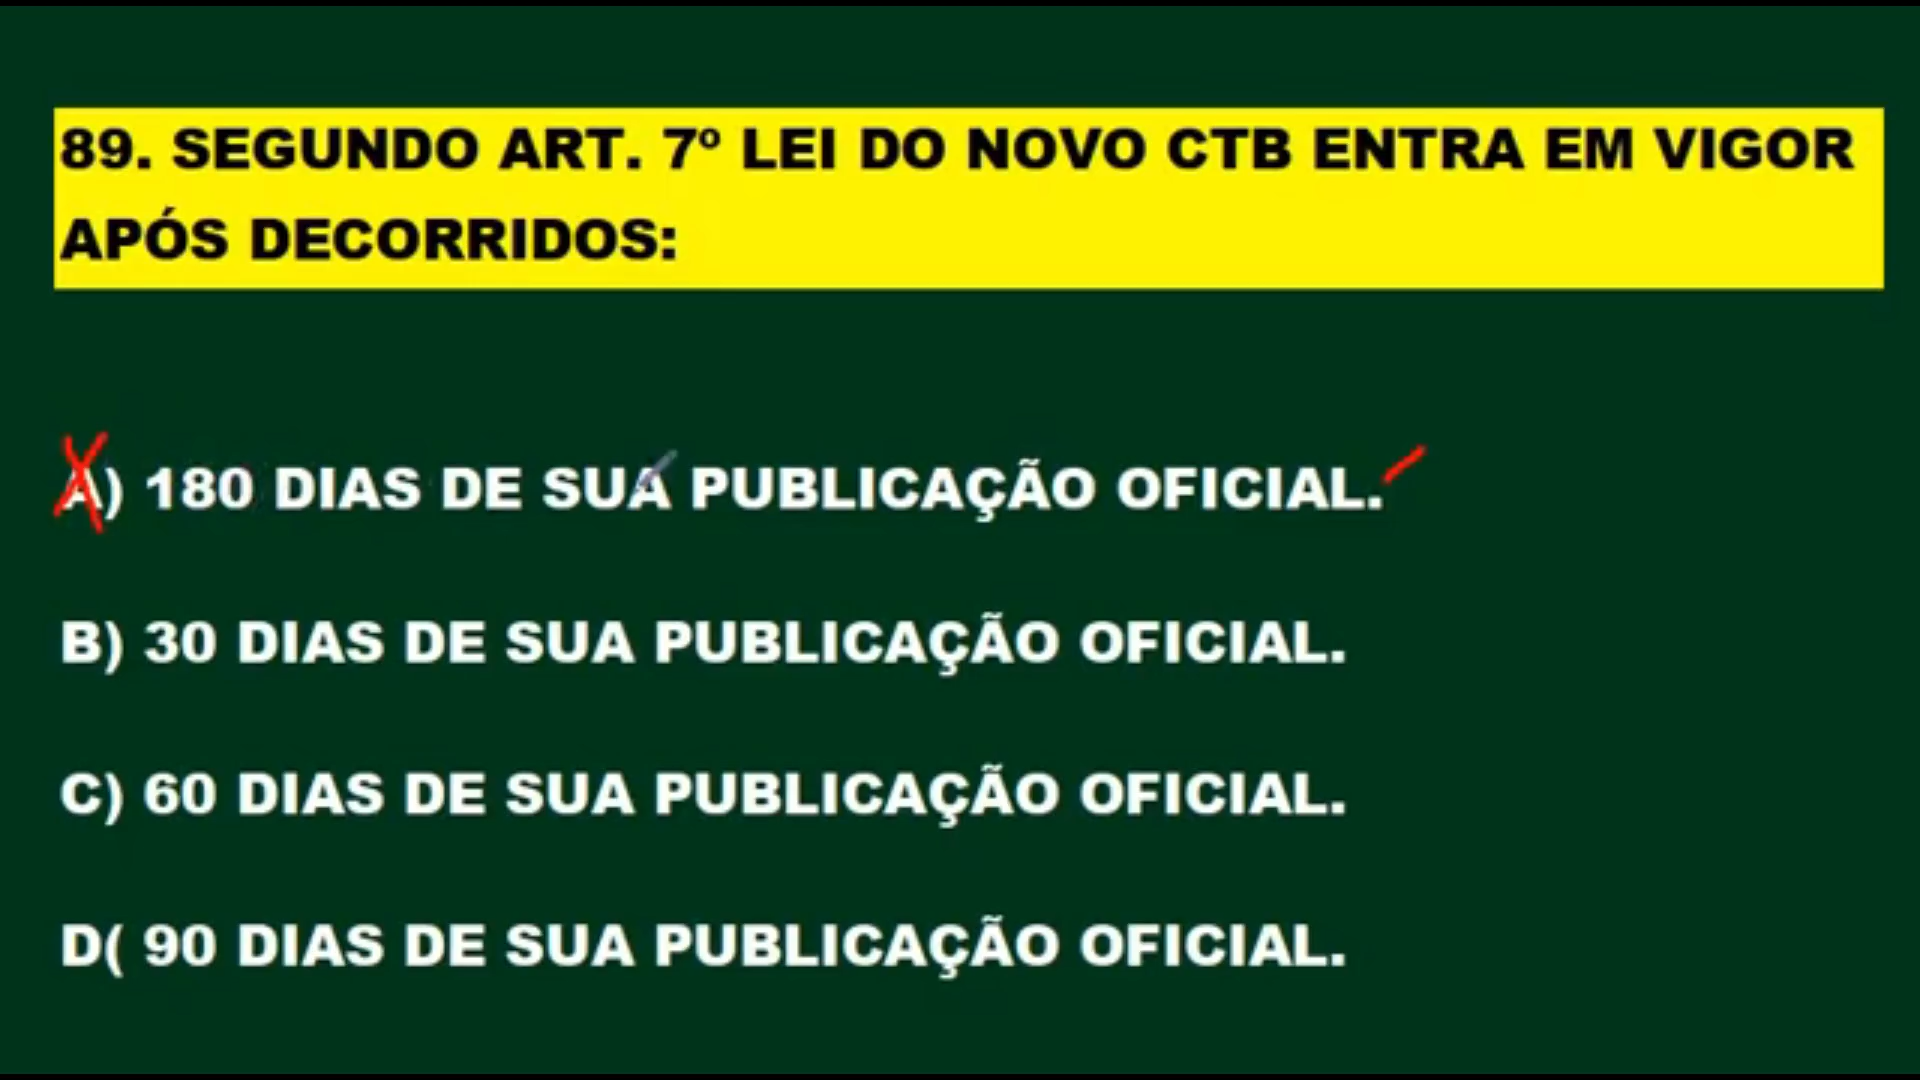 89. SEGUNDO ART. 7º LEI DO NOVO CTB ENTRA EM VIGOR
APÓS DECORRIDOS:
A) 180 DIAS DE SUA PUBLICAÇÃO OFICIAL.
B) 30 DIAS DE SUA PUBLICAÇÃO OFICIAL.
C) 60 DIAS DE SUA PUBLICAÇÃO OFICIAL.
D( 90 DIAS DE SUA PUBLICAÇÃO OFICIAL.